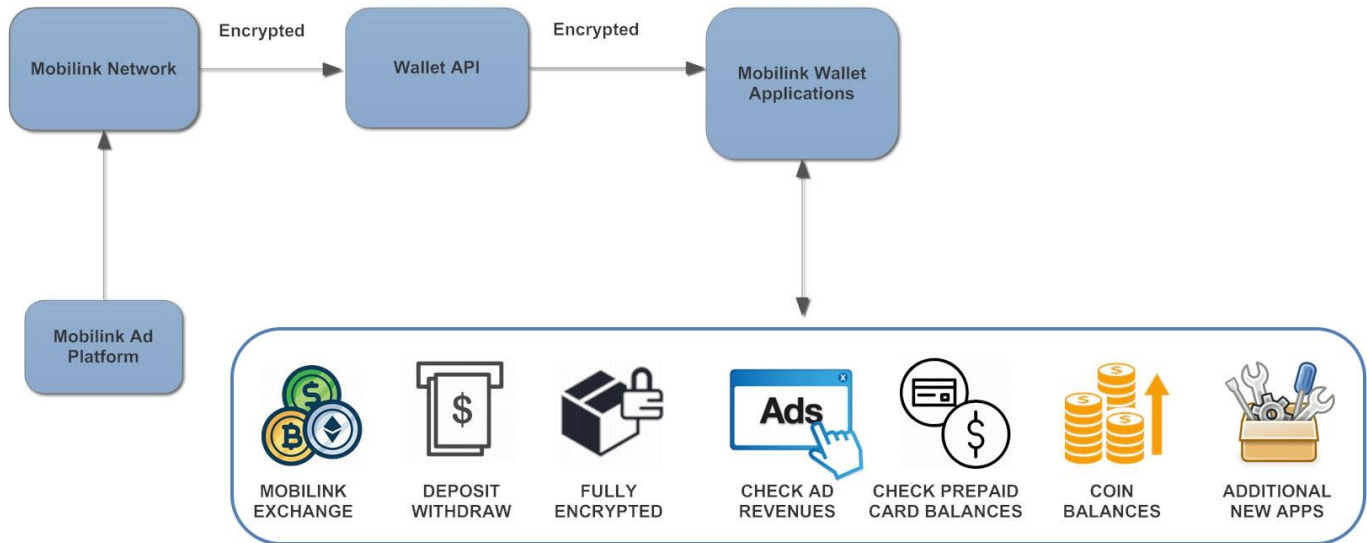 Encrypted
Encrypted
Mobilink Network
Wallet API
Mobilink Wallet
Applications
Mobilink Ad
Platform
$
B
$
Ads
x
$
$
$
$
MOBILINK
EXCHANGE
DEPOSIT
WITHDRAW
FULLY
ENCRYPTED
CHECK AD
REVENUES
CHECK PREPAID
CARD BALANCES
COIN
BALANCES
ADDITIONAL
NEW APPS